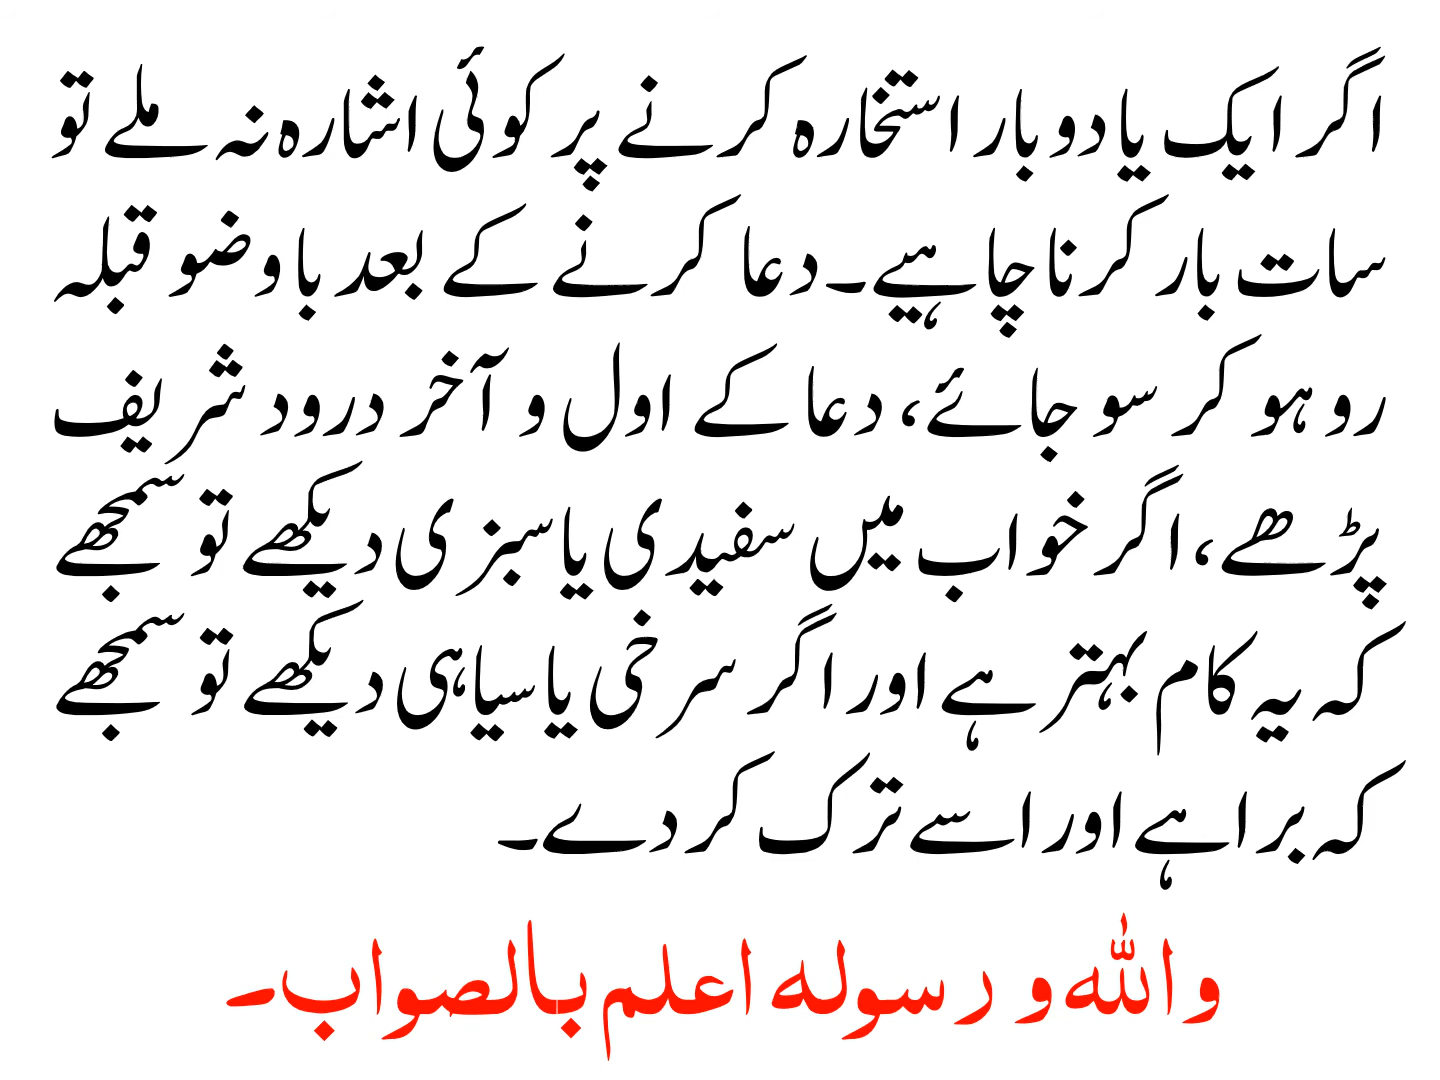 اگر ایک یا دو بار استخارہ کرنے پر کوئی اشارہ نہ ملے تو
سات بار کرنا چاہیے۔ دعا کرنے کے بعد با وضو قبلہ
رو ہو کر سو جائے، دعا کے اول و آخر درود شریف
پڑھے، اگر خواب میں سفیدی یا سبزی دیکھے تو سمجھے
کہ یہ کام بہتر ہے اور اگر سرخی یا سیاہی دیکھے تو سمجھے
کہ برا ہے اور اسے ترک کر دے۔
واللہ و رسولہ اعلم بالصواب۔